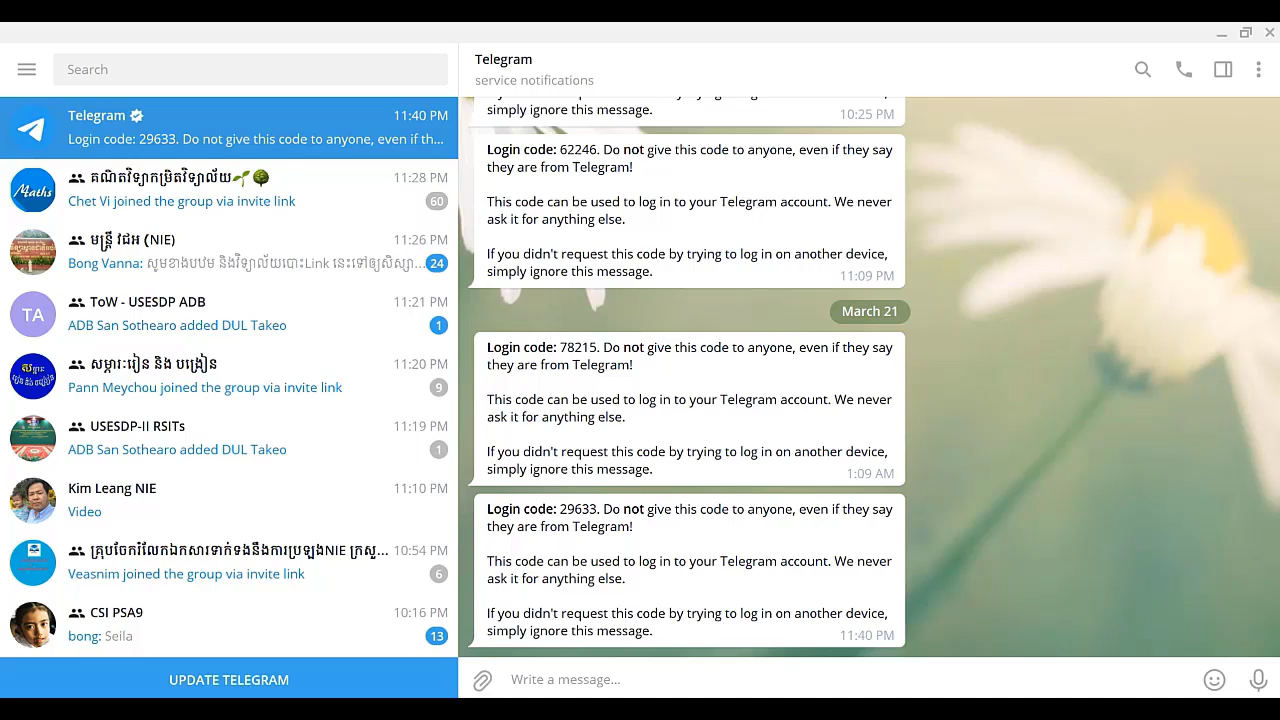 Search
Telegram
11:40 PM
Login code: 29633. Do not give this code to anyone, even if th...
Maths
គណិតវិទ្យាកម្រិតវិទ្យាល័យ🌱🌳
11:28 PM
Chet Vi joined the group via invite link
60
មន្ត្រី វជអ (NIE)
11:26 PM
Bong Vanna: សូមខាងបឋម និងវិទ្យាល័យបោះLink នេះទៅឲ្យសិស្សា...
24
TA
ToW - USESDP ADB
11:21 PM
ADB San Sothearo added DUL Takeo
1
សម្ភារៈរៀន និង បង្រៀន
11:20 PM
Pann Meychou joined the group via invite link
9
USESDP-II RSITs
11:19 PM
ADB San Sothearo added DUL Takeo
1
Kim Leang NIE
11:10 PM
Video
គ្រុបចែករំលែកឯកសារទាក់ទងនឹងការប្រឡងNIE ក្រសួ...
10:54 PM
Veasnim joined the group via invite link
6
CSI PSA9
10:16 PM
bong: Seila
13
UPDATE TELEGRAM
Telegram
service notifications
simply ignore this message.
10:25 PM
Login code: 62246. Do not give this code to anyone, even if they say
they are from Telegram!
This code can be used to log in to your Telegram account. We never
ask it for anything else.
If you didn't request this code by trying to log in on another device,
simply ignore this message.
11:09 PM
March 21
Login code: 78215. Do not give this code to anyone, even if they say
they are from Telegram!
This code can be used to log in to your Telegram account. We never
ask it for anything else.
If you didn't request this code by trying to log in on another device,
simply ignore this message.
1:09 AM
Login code: 29633. Do not give this code to anyone, even if they say
they are from Telegram!
This code can be used to log in to your Telegram account. We never
ask it for anything else.
If you didn't request this code by trying to log in on another device,
simply ignore this message.
11:40 PM
Write a message...